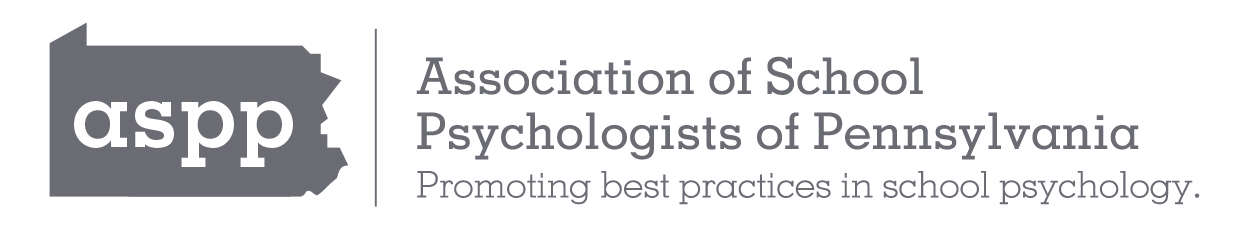 aspp
Association of School
Psychologists of Pennsylvania
Promoting best practices in school psychology.